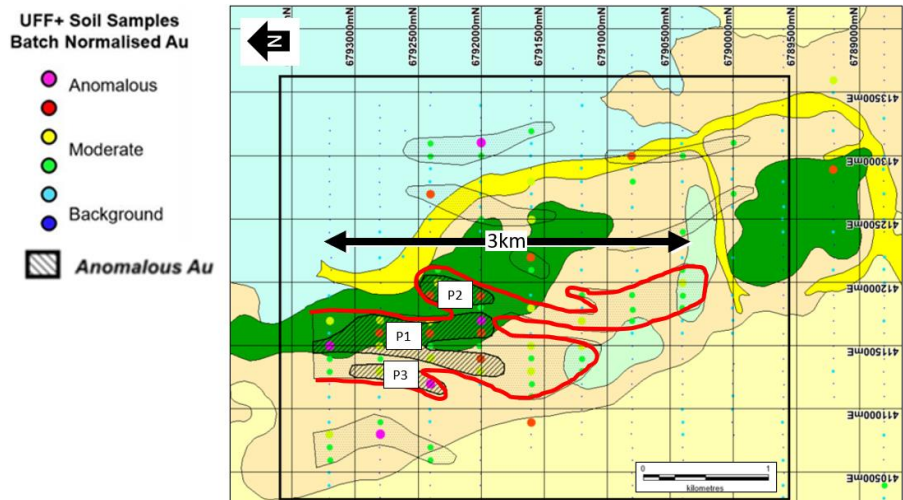 UFF+ Soil Samples
Batch Normalised Au
Anomalous
Moderate
Background
Anomalous Au
N
6793000mN
6792500mN
6792000mN
6791500mN
6791000mN
6790500mN
6790000mN
6789500mN
6789000mN
413500mE
413000mE
412500mE
412000mE
411500mE
411000mE
410500mE
3km
P2
P1
P3
0 1
kilometres